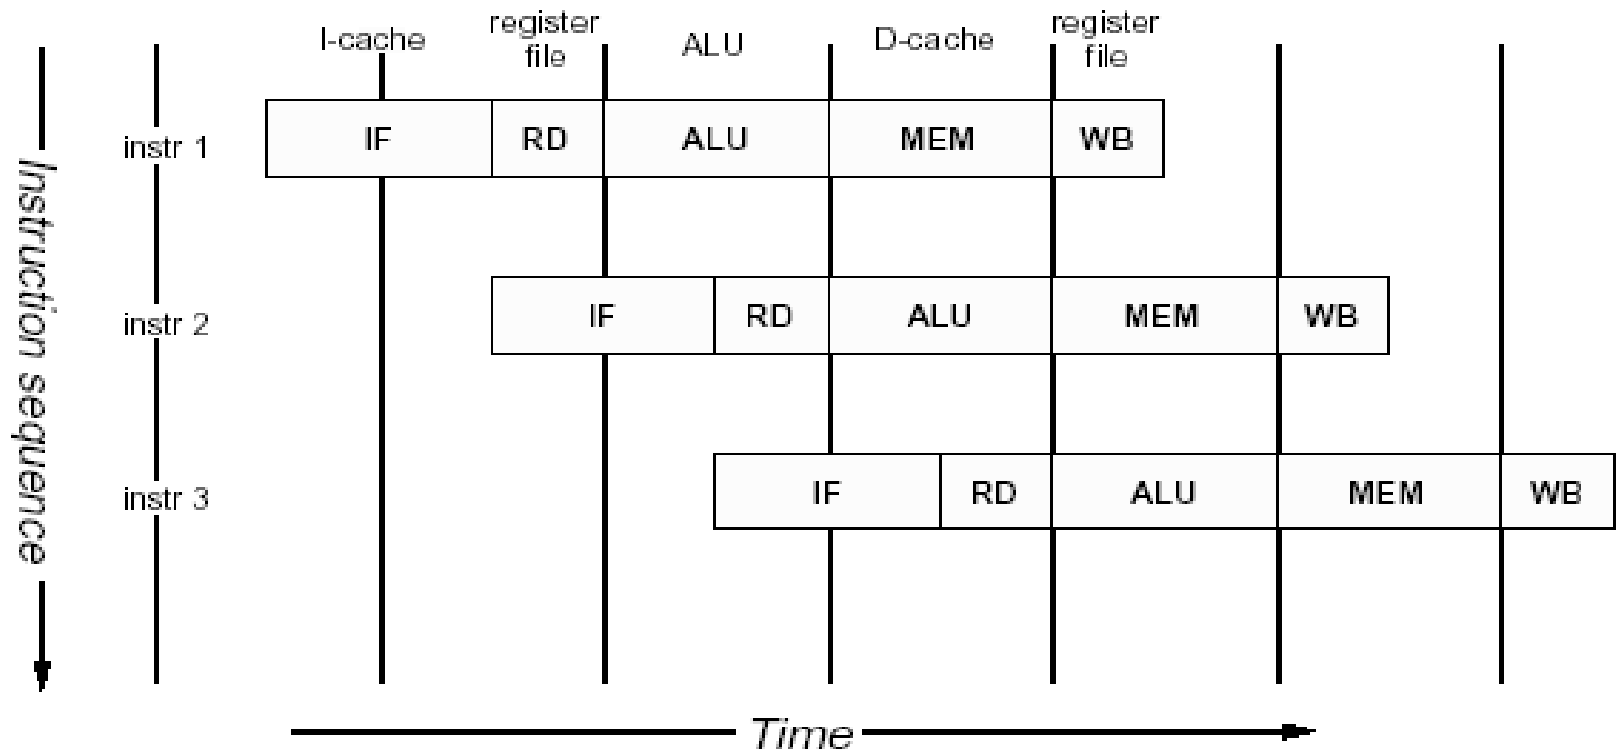 I-cache
register
file
ALU
D-cache
register
file
instr 1
IF RD ALU MEM WB
instr 2
IF RD ALU MEM WB
instr 3
IF RD ALU MEM WB
Instruction sequence
Time